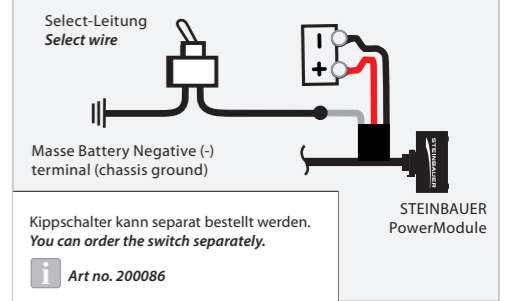 Select-Leitung
Select wire
Masse Battery Negative (-)
terminal (chassis ground)
STEINBAUER
STEINBAUER
PowerModule
Kippschalter kann separat bestellt werden.
You can order the switch separately.
i Art no. 200086